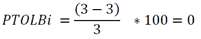 PTOLBi = (3 − 3) / 3 * 100 = 0